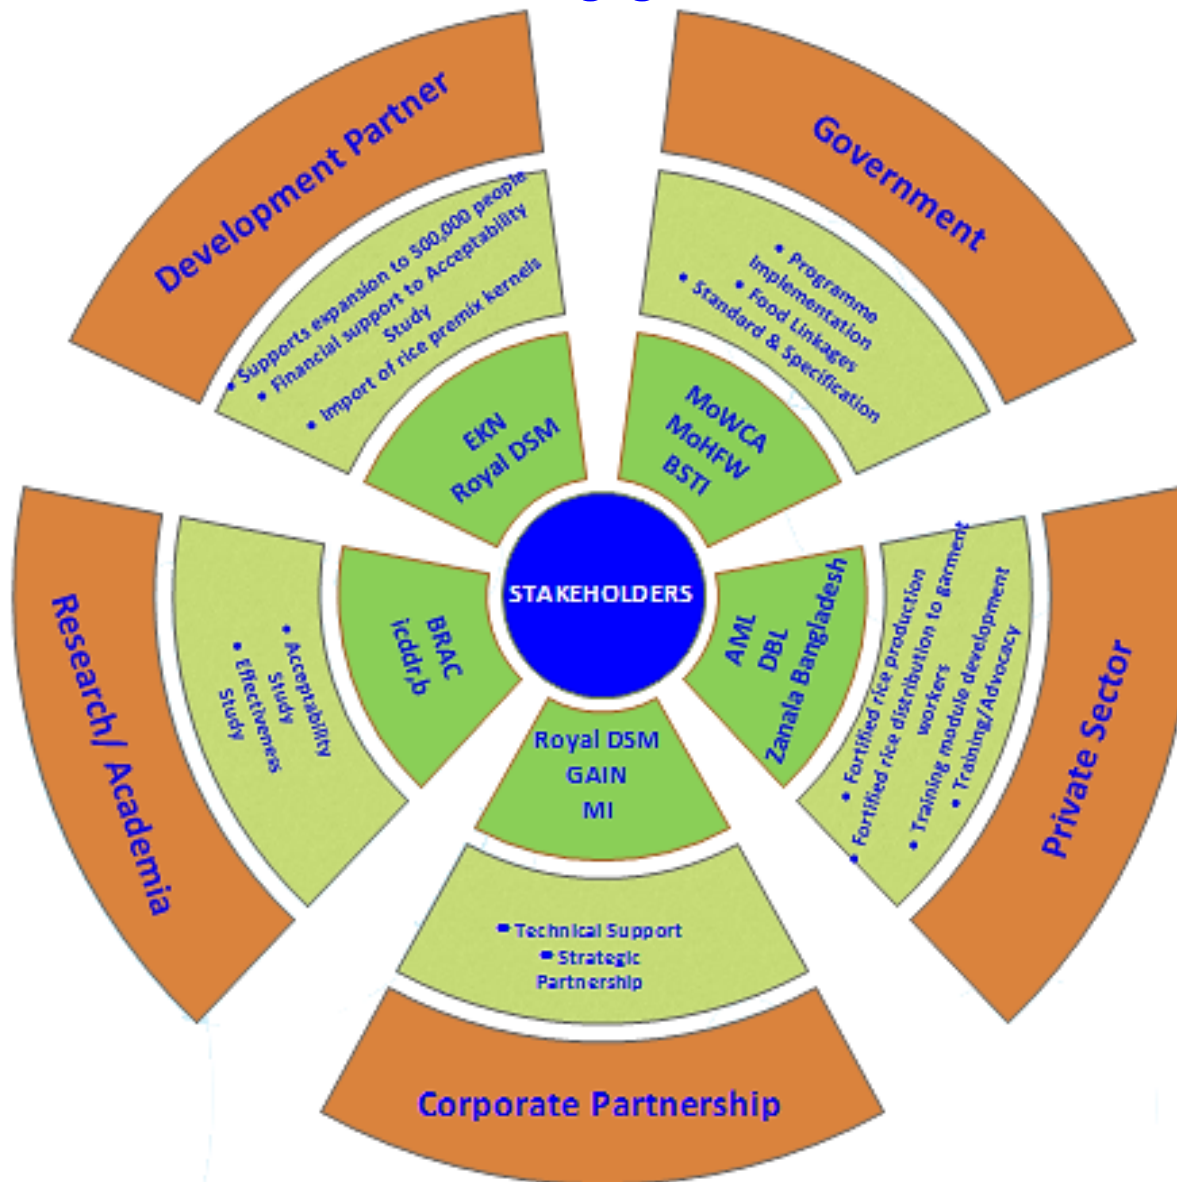 Development Partner
• Supports expansion to 500,000 people
• Financial support to Acceptability
Study
• Import of rice premix kernels
EKN
Royal DSM
Government
• Programme
Implementation
• Food Linkages
• Standard & Specification
MoWCA
MoHFW
BSTI
STAKEHOLDERS
Private Sector
• Fortified rice production
• Fortified rice distribution to garment
workers
• Training module development
• Training/Advocacy
AML
DBL
Zanala Bangladesh
Corporate Partnership
Royal DSM
GAIN
MI
Technical Support
Strategic
Partnership
Research/ Academia
• Acceptability
Study
• Effectiveness
Study
BRAC
icddr,b